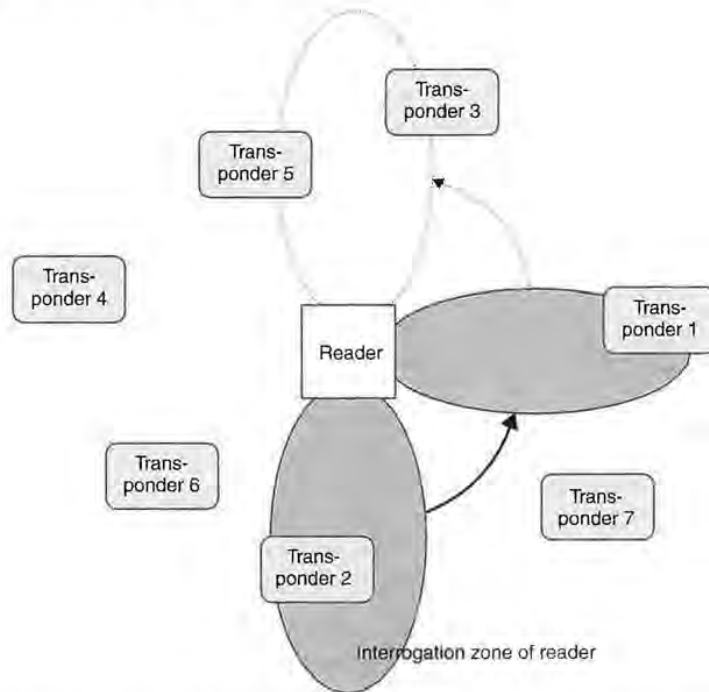 Trans-
ponder 3
Trans-
ponder 5
Trans-
ponder 4
Trans-
ponder 1
Reader
Trans-
ponder 6
Trans-
ponder 7
Trans-
ponder 2
Interrogation zone of reader